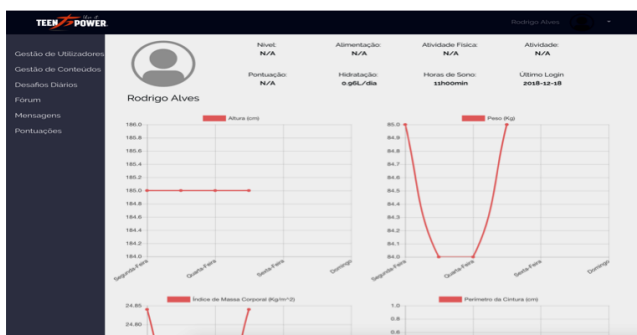 TEEN POWER
Rodrigo Alves
Gestão de Utilizadores
Gestão de Conteúdos
Desafios Diários
Fórum
Mensagens
Pontuações
Nível: Alimentação: Atividade Física: Atividade:
N/A N/A N/A N/A
Pontuação: Hidratação: Horas de Sono: Último Login
N/A 0.96L/dia 11h00min 2018-12-18
Rodrigo Alves
Altura (cm)
186.0
185.8
185.6
185.4
185.2
185.0
184.8
184.6
184.4
184.2
184.0
Segunda-Feira Quarta-Feira Sexta-Feira Domingo
Peso (Kg)
85.0
84.9
84.8
84.7
84.6
84.5
84.4
84.3
84.2
84.1
84.0
Segunda-Feira Quarta-Feira Sexta-Feira Domingo
Índice de Massa Corporal (Kg/m^2)
24.85
24.80
Perímetro da Cintura (cm)
1.0
0.8
0.6